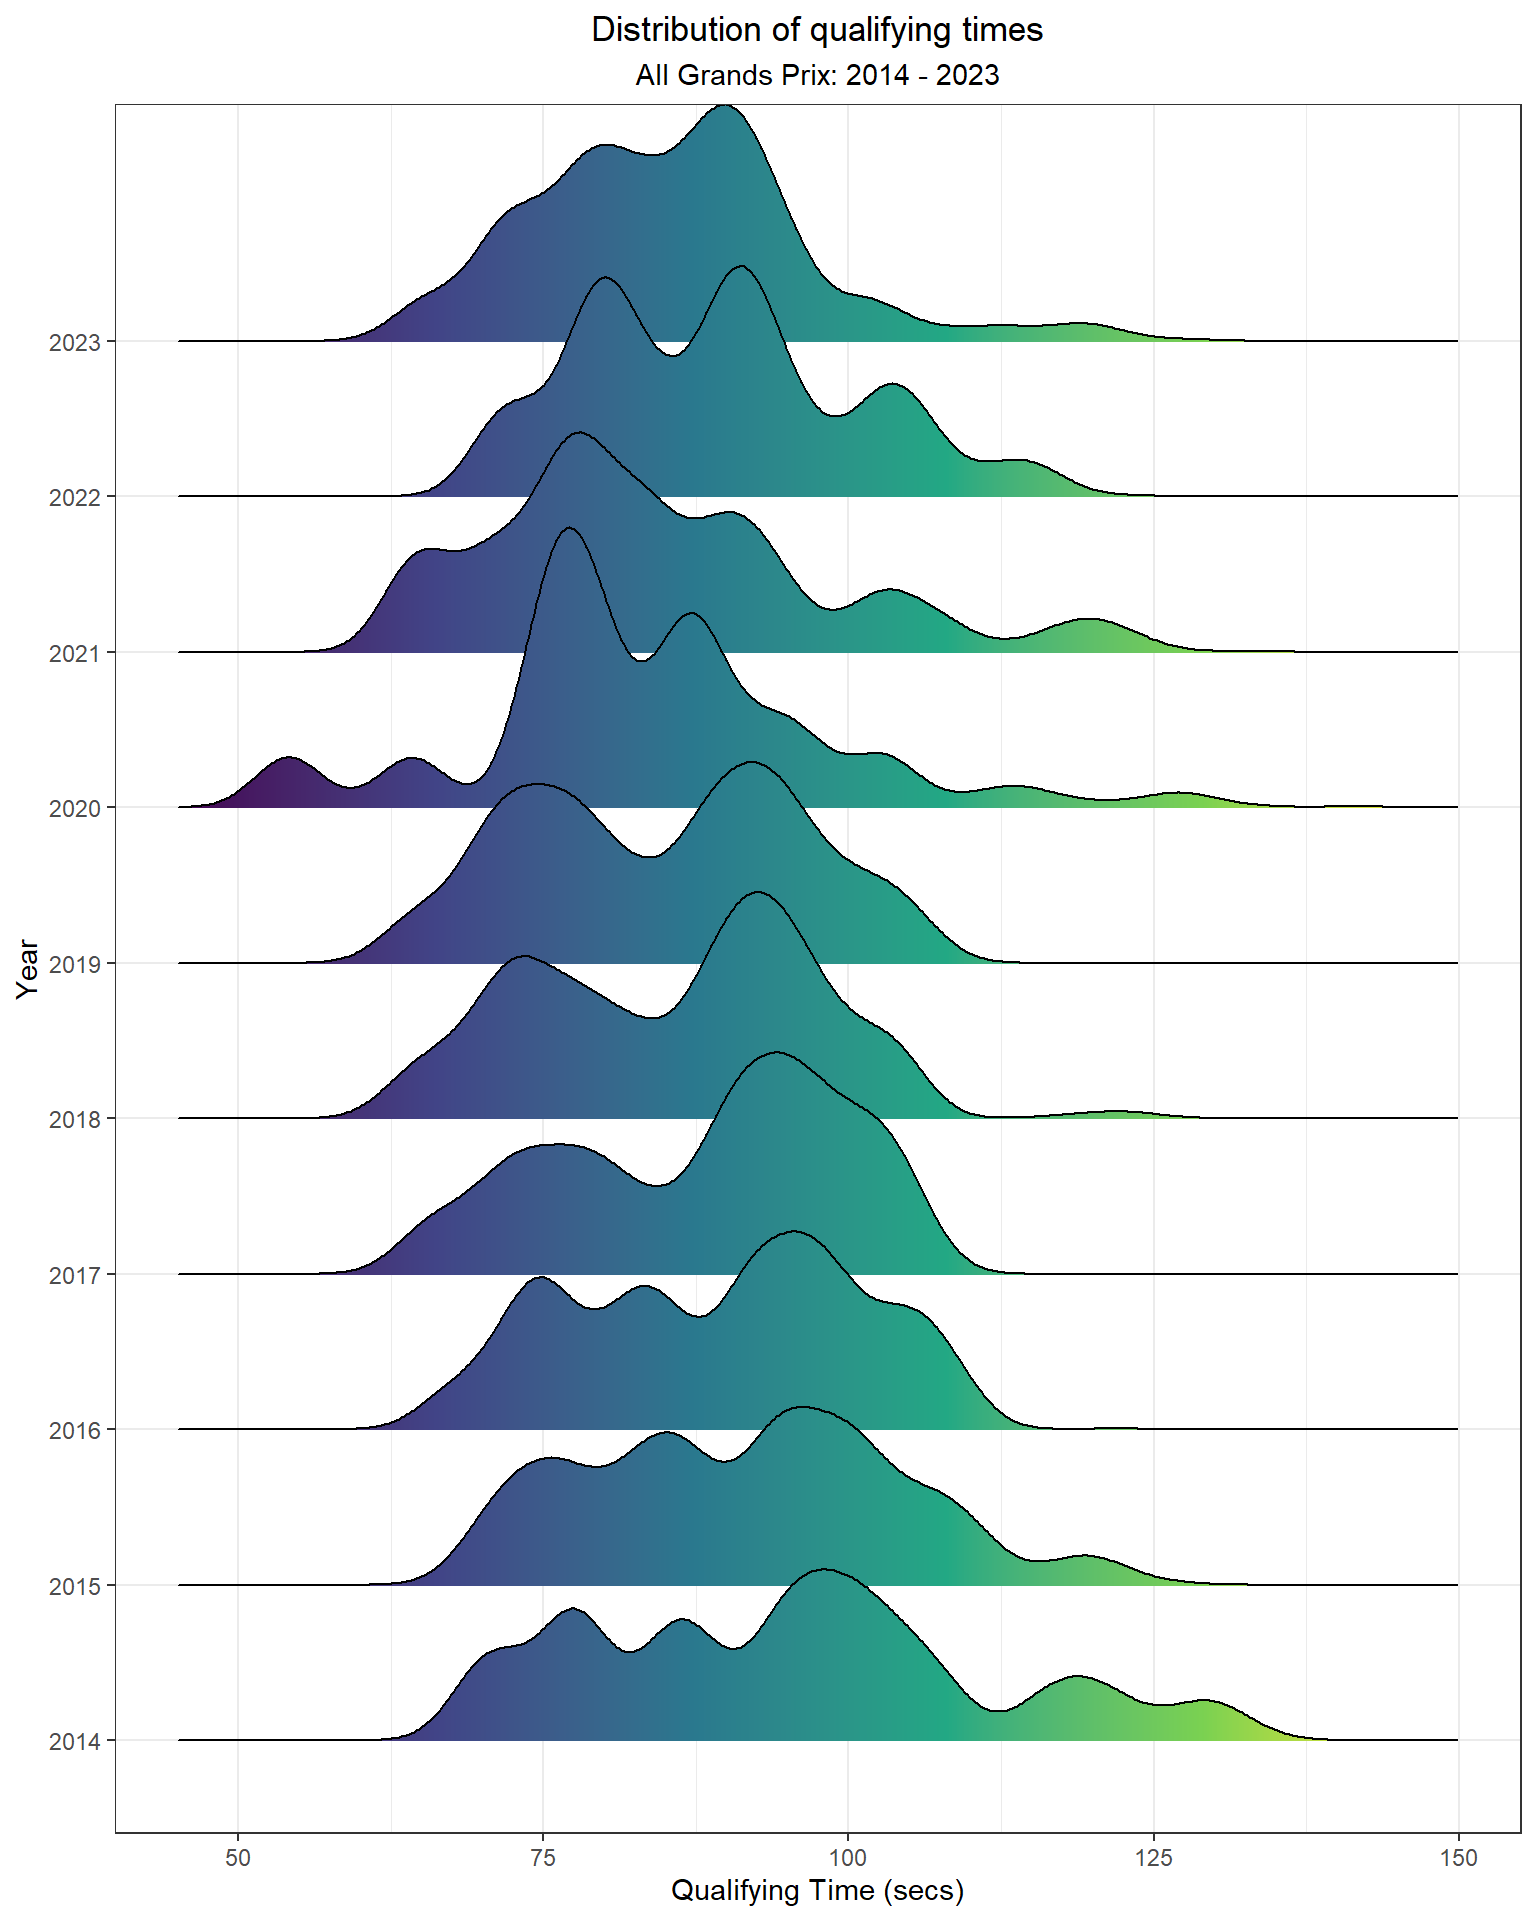 Distribution of qualifying times
All Grands Prix: 2014 - 2023
2023
2022
2021
2020
2019
Year
2018
2017
2016
2015
2014
50 75 100 125 150
Qualifying Time (secs)